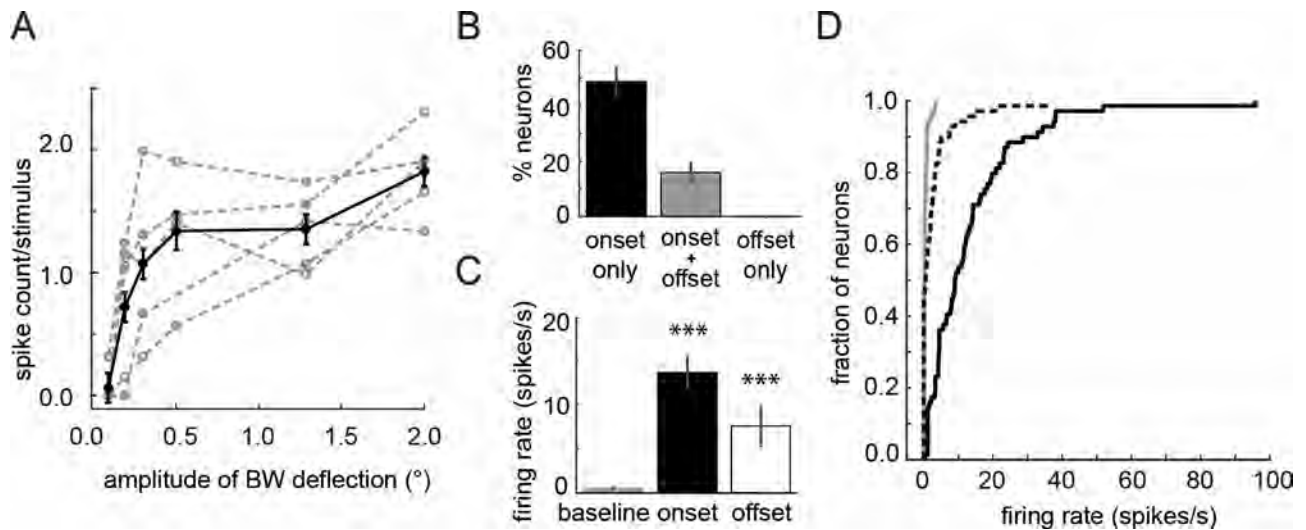 A
spike count/stimulus
2.0
1.0
0.0
0.0
0.5
1.0
1.5
2.0
amplitude of BW deflection (°)
B
% neurons
60
40
20
0
onset
only
onset
+
offset
offset
only
C
firing rate (spikes/s)
20
10
0
***
***
baseline
onset
offset
D
fraction of neurons
1.0
0.8
0.6
0.4
0.2
0.0
0
20
40
60
80
100
firing rate (spikes/s)